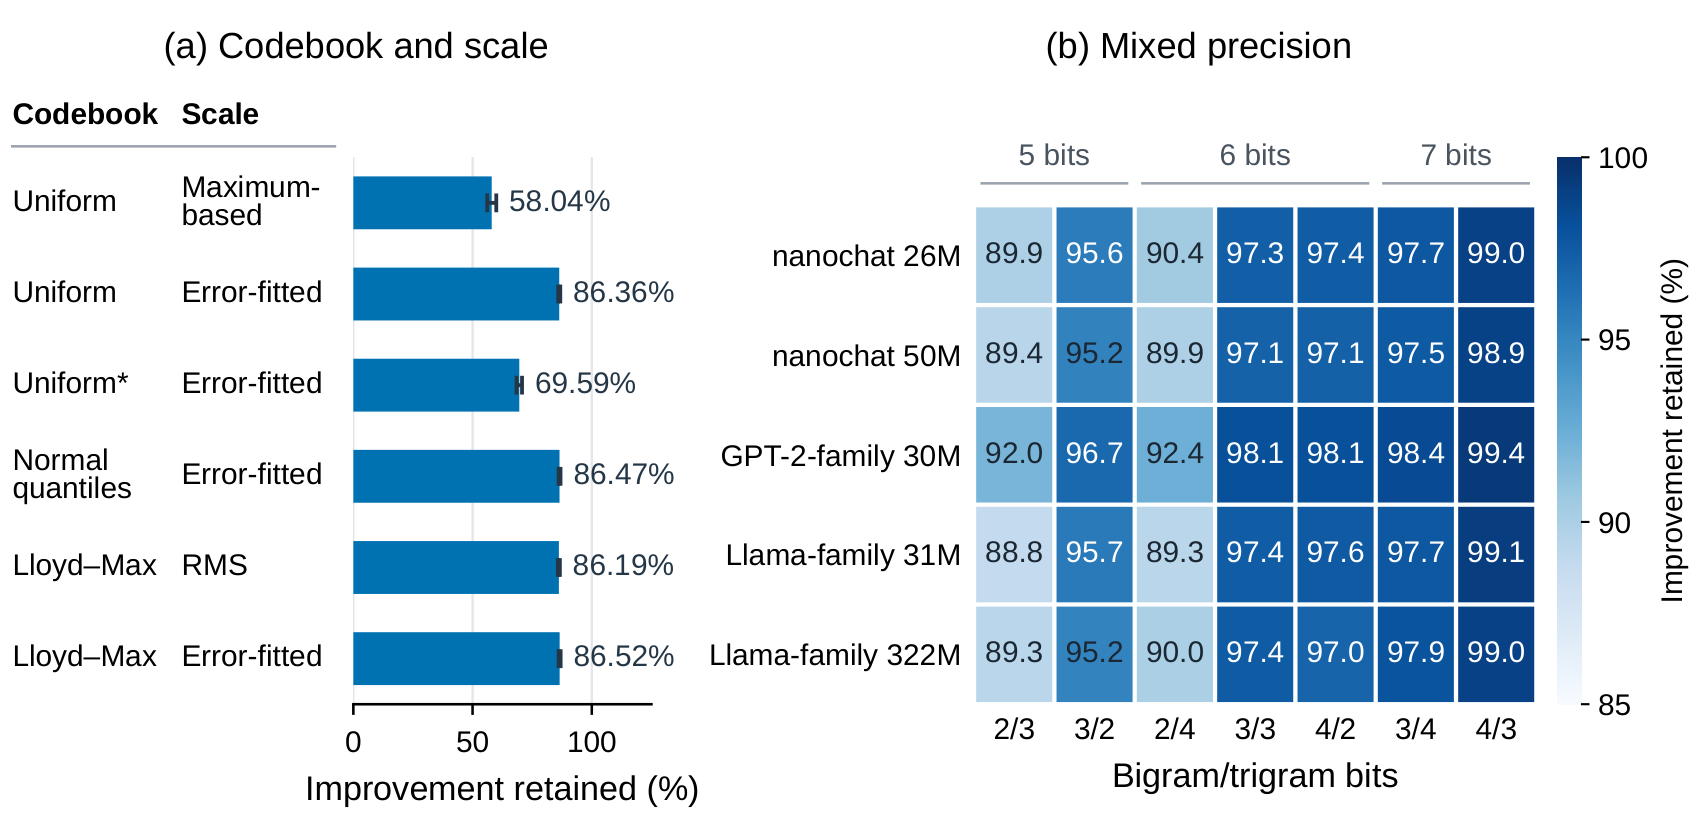 (a) Codebook and scale
Codebook Scale
Uniform Maximum-
based 58.04%
Uniform Error-fitted 86.36%
Uniform* Error-fitted 69.59%
Normal
quantiles Error-fitted 86.47%
Lloyd–Max RMS 86.19%
Lloyd–Max Error-fitted 86.52%
0 50 100
Improvement retained (%)
(b) Mixed precision
5 bits 6 bits 7 bits
nanochat 26M 89.9 95.6 90.4 97.3 97.4 97.7 99.0
nanochat 50M 89.4 95.2 89.9 97.1 97.1 97.5 98.9
GPT-2-family 30M 92.0 96.7 92.4 98.1 98.1 98.4 99.4
Llama-family 31M 88.8 95.7 89.3 97.4 97.6 97.7 99.1
Llama-family 322M 89.3 95.2 90.0 97.4 97.0 97.9 99.0
2/3 3/2 2/4 3/3 4/2 3/4 4/3
Bigram/trigram bits
100
95
90
85
Improvement retained (%)